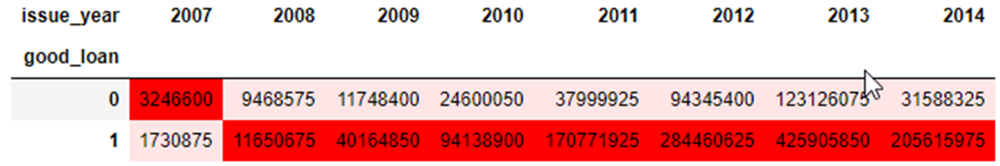 issue_year 2007 2008 2009 2010 2011 2012 2013 2014
good_loan
0 3246600 9468575 11748400 24600050 37999925 94345400 123126075 31588325
1 1730875 11650675 40164850 94138900 170771925 284460625 425905850 205615975